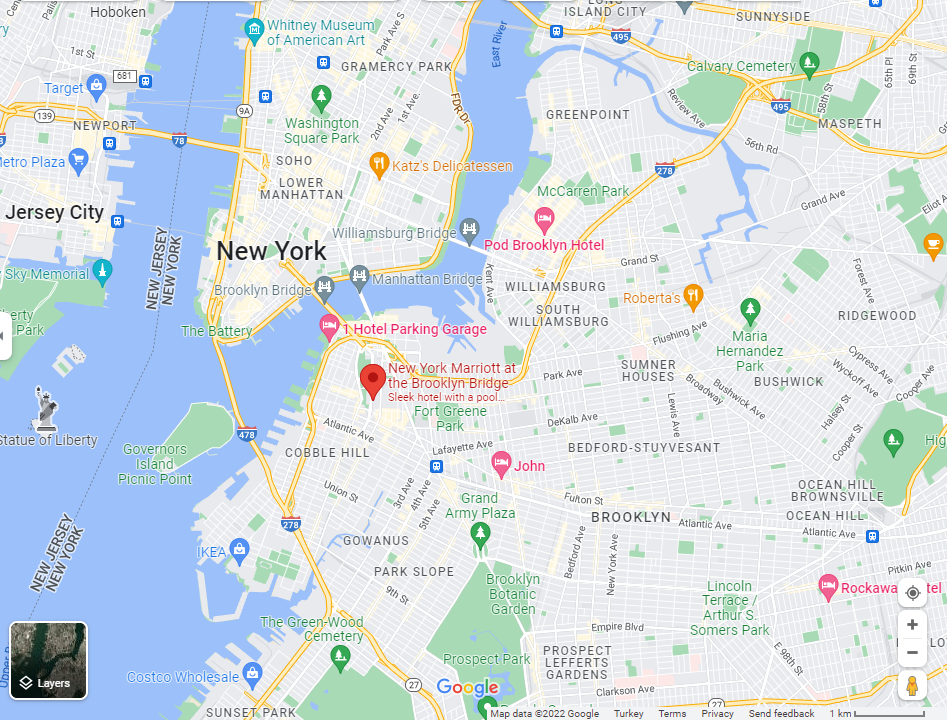 Hoboken
Whitney Museum
of American Art
Park Ave S
East River
ISLAND CITY
495
SUNNYSIDE
1st St
GRAMERCY PARK
Calvary Cemetery
65th Pl
69th St
681
Target
9A
2nd Ave
1st Ave
FDR Dr
Review Ave
495
58th St
139
NEWPORT
Washington
Square Park
GREENPOINT
MASPETH
78
56th Rd
Metro Plaza
SOHO
Katz's Delicatessen
278
LOWER
MANHATTAN
McCarren Park
Grand Ave
Jersey City
Williamsburg Bridge
Pod Brooklyn Hotel
NEW JERSEY
NEW YORK
New York
Grand St
Sky Memorial
Manhattan Bridge
Kent Ave
Forest Ave
Brooklyn Bridge
WILLIAMSBURG
Roberta's
SOUTH
WILLIAMSBURG
RIDGEWOOD
The Battery
1 Hotel Parking Garage
Flushing Ave
Maria
Hernandez
Park
New York Marriott at
the Brooklyn Bridge
Sleek hotel with a pool...
Park Ave
SUMNER
HOUSES
Cypress Ave
Wyckoff Ave
BUSHWICK
Broadway
Bushwick Ave
Fort Greene
Park
Lewis Ave
Halsey St
Statue of Liberty
478
Atlantic Ave
DeKalb Ave
Cooper St
Governors
Island
Picnic Point
COBBLE HILL
Lafayette Ave
BEDFORD-STUYVESANT
John
Union St
3rd Ave
4th Ave
5th Ave
Grand
Army Plaza
Fulton St
OCEAN HILL
BROWNSVILLE
278
BROOKLYN
Atlantic Ave
OCEAN HILL
Atlantic Ave
NEW JERSEY
NEW YORK
IKEA
GOWANUS
Bedford Ave
New York Ave
PARK SLOPE
Pitkin Ave
9th St
Brooklyn
Botanic
Garden
Lincoln
Terrace /
Arthur S.
Somers Park
The Green-Wood
Cemetery
Empire Blvd
E 98th St
Prospect Park
PROSPECT
LEFFERTS
GARDENS
Layers
Costco Wholesale
27
Google
Clarkson Ave
27
SUNSET PARK
Map data ©2022 Google
Turkey
Terms
Privacy
Send feedback
1 km